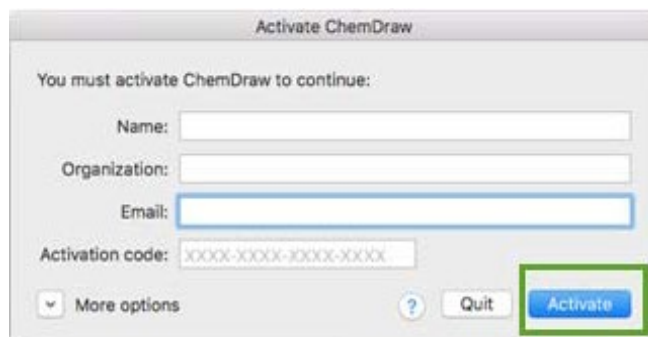 Activate ChemDraw
You must activate ChemDraw to continue:
Name:
Organization:
Email:
Activation code: XXXX-XXXX-XXXX-XXXX
More options ? Quit Activate